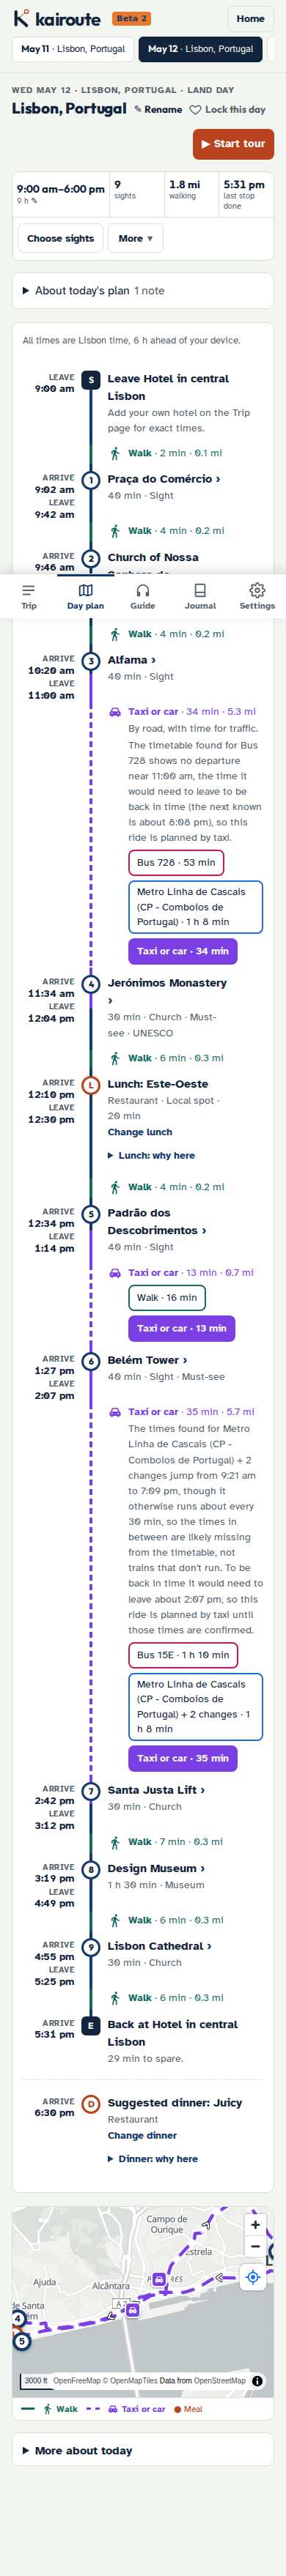 kairoute
Beta 2
Home
May 11 · Lisbon, Portugal
May 12 · Lisbon, Portugal
WED MAY 12 · LISBON, PORTUGAL · LAND DAY
Lisbon, Portugal
✎ Rename
Lock this day
▶ Start tour
9:00 am–6:00 pm
9 h ✎
9
sights
1.8 mi
walking
5:31 pm
last stop
done
Choose sights
More ▾
▶ About today's plan 1 note
All times are Lisbon time, 6 h ahead of your device.
LEAVE
9:00 am
S
Leave Hotel in central
Lisbon
Add your own hotel on the Trip
page for exact times.
Walk · 2 min · 0.1 mi
ARRIVE
9:02 am
LEAVE
9:42 am
1
Praça do Comércio ›
40 min · Sight
Walk · 4 min · 0.2 mi
ARRIVE
9:46 am
2
Church of Nossa
Trip
Day plan
Guide
Journal
Settings
Walk · 4 min · 0.2 mi
ARRIVE
10:20 am
LEAVE
11:00 am
3
Alfama ›
40 min · Sight
Taxi or car · 34 min · 5.3 mi
By road, with time for traffic.
The timetable found for Bus
728 shows no departure
near 11:00 am, the time it
would need to leave to be
back in time (the next known
is about 8:08 pm), so this
ride is planned by taxi.
Bus 728 · 53 min
Metro Linha de Cascais
(CP - Comboios de
Portugal) · 1 h 8 min
Taxi or car · 34 min
ARRIVE
11:34 am
LEAVE
12:04 pm
4
Jerónimos Monastery
›
30 min · Church · Must-
see · UNESCO
Walk · 6 min · 0.3 mi
ARRIVE
12:10 pm
LEAVE
12:30 pm
L
Lunch: Este-Oeste
Restaurant · Local spot ·
20 min
Change lunch
▶ Lunch: why here
Walk · 4 min · 0.2 mi
ARRIVE
12:34 pm
LEAVE
1:14 pm
5
Padrão dos
Descobrimentos ›
40 min · Sight
Taxi or car · 13 min · 0.7 mi
Walk · 16 min
Taxi or car · 13 min
ARRIVE
1:27 pm
LEAVE
2:07 pm
6
Belém Tower ›
40 min · Sight · Must-see
Taxi or car · 35 min · 5.7 mi
The times found for Metro
Linha de Cascais (CP -
Comboios de Portugal) + 2
changes jump from 9:21 am
to 7:09 pm, though it
otherwise runs about every
30 min, so the times in
between are likely missing
from the timetable, not
trains that don't run. To be
back in time it would need to
leave about 2:07 pm, so this
ride is planned by taxi until
those times are confirmed.
Bus 15E · 1 h 10 min
Metro Linha de Cascais
(CP - Comboios de
Portugal) + 2 changes · 1
h 8 min
Taxi or car · 35 min
ARRIVE
2:42 pm
LEAVE
3:12 pm
7
Santa Justa Lift ›
30 min · Church
Walk · 7 min · 0.3 mi
ARRIVE
3:19 pm
LEAVE
4:49 pm
8
Design Museum ›
1 h 30 min · Museum
Walk · 6 min · 0.3 mi
ARRIVE
4:55 pm
LEAVE
5:25 pm
9
Lisbon Cathedral ›
30 min · Church
Walk · 6 min · 0.3 mi
ARRIVE
5:31 pm
E
Back at Hotel in central
Lisbon
29 min to spare.
ARRIVE
6:30 pm
D
Suggested dinner: Juicy
Restaurant
Change dinner
▶ Dinner: why here
Campo de
Ourique
Estrela
Ajuda
Alcântara
4
5
L
+
−
3000 ft
OpenFreeMap © OpenMapTiles Data from OpenStreetMap
Walk
Taxi or car
Meal
▶ More about today